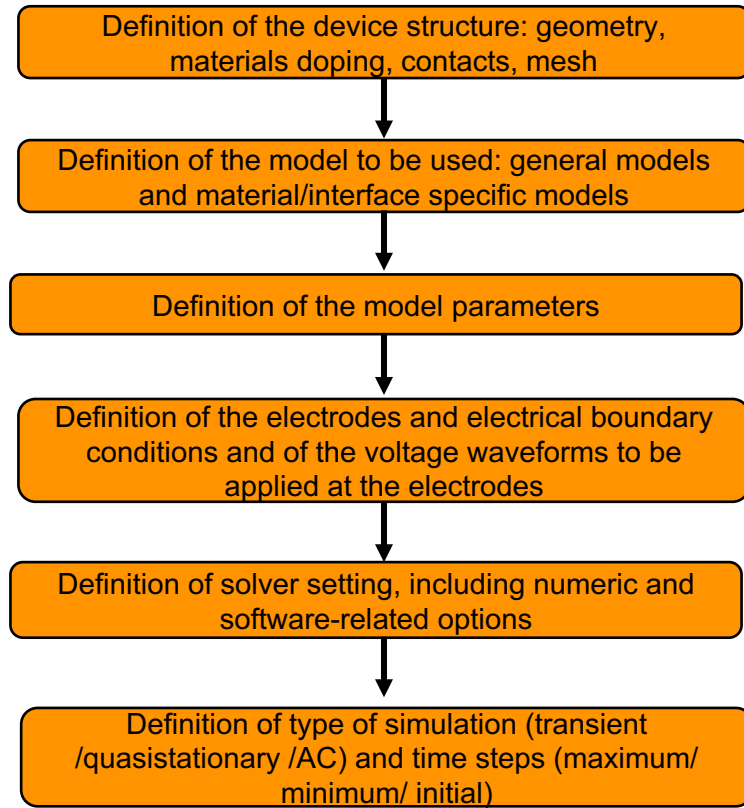 Definition of the device structure: geometry,
materials doping, contacts, mesh
Definition of the model to be used: general models
and material/interface specific models
Definition of the model parameters
Definition of the electrodes and electrical boundary
conditions and of the voltage waveforms to be
applied at the electrodes
Definition of solver setting, including numeric and
software-related options
Definition of type of simulation (transient
/quasistationary /AC) and time steps (maximum/
minimum/ initial)